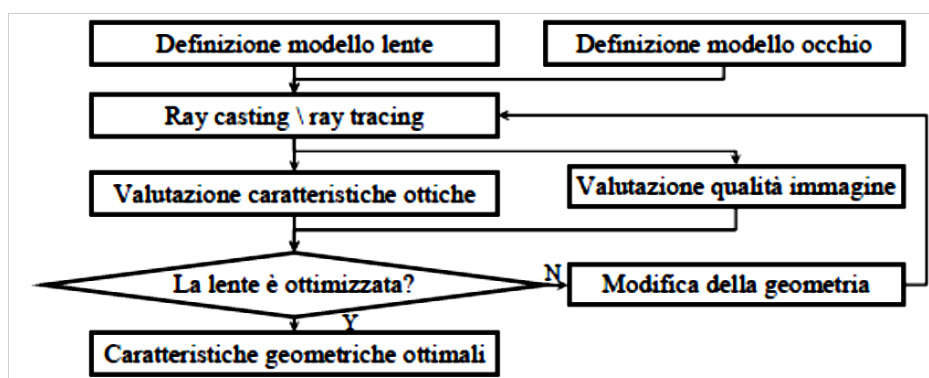 Definizione modello lente
Definizione modello occhio
Ray casting \ ray tracing
Valutazione caratteristiche ottiche
Valutazione qualità immagine
La lente è ottimizzata?
N
Modifica della geometria
Y
Caratteristiche geometriche ottimali